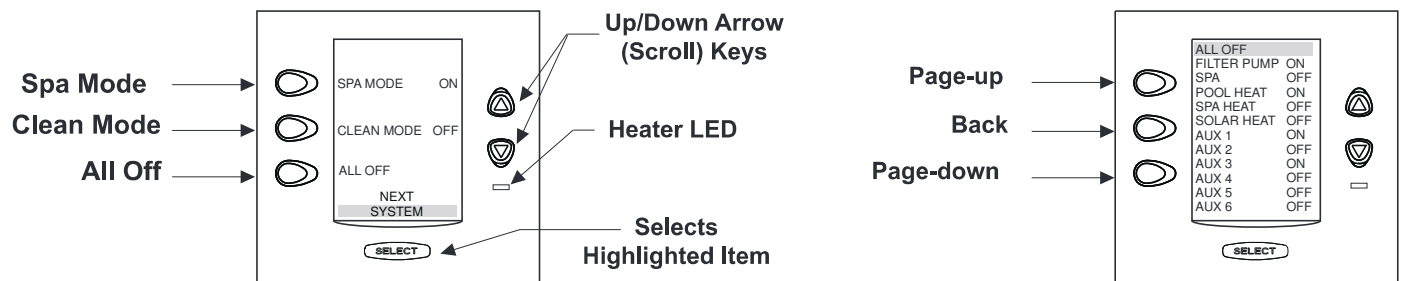 Spa Mode
Clean Mode
All Off
SPA MODE ON
CLEAN MODE OFF
ALL OFF
NEXT
SYSTEM
SELECT
Up/Down Arrow
(Scroll) Keys
Heater LED
Selects
Highlighted Item
Page-up
Back
Page-down
ALL OFF
FILTER PUMP ON
SPA OFF
POOL HEAT ON
SPA HEAT OFF
SOLAR HEAT OFF
AUX 1 ON
AUX 2 OFF
AUX 3 ON
AUX 4 OFF
AUX 5 OFF
AUX 6 OFF
SELECT